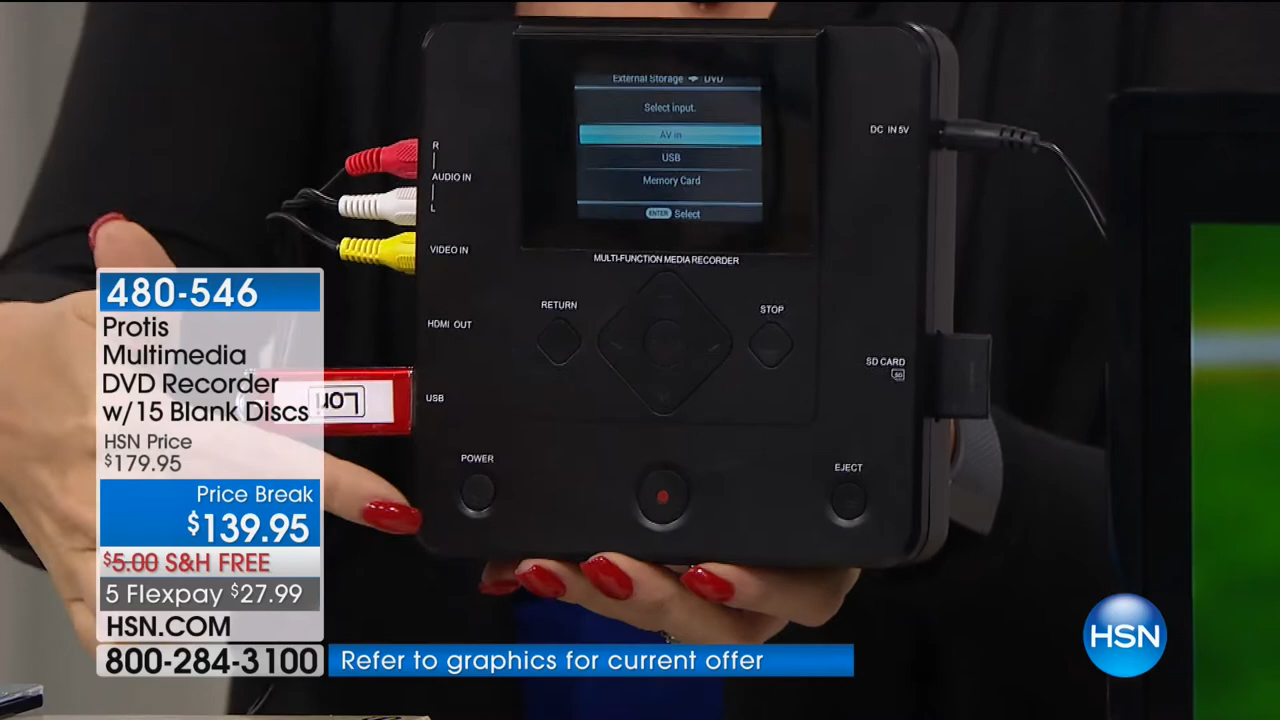 External Storage DVD
Select input.
AV in
USB
Memory Card
ENTER Select
R
AUDIO IN
L
VIDEO IN
DC IN 5V
MULTI-FUNCTION MEDIA RECORDER
RETURN
STOP
HDMI OUT
SD CARD
USB
Lori
POWER
EJECT
480-546
Protis
Multimedia
DVD Recorder
w/15 Blank Discs
HSN Price
$179.95
Price Break
$139.95
$5.00 S&H FREE
5 Flexpay $27.99
HSN.COM
800-284-3100
Refer to graphics for current offer
HSN